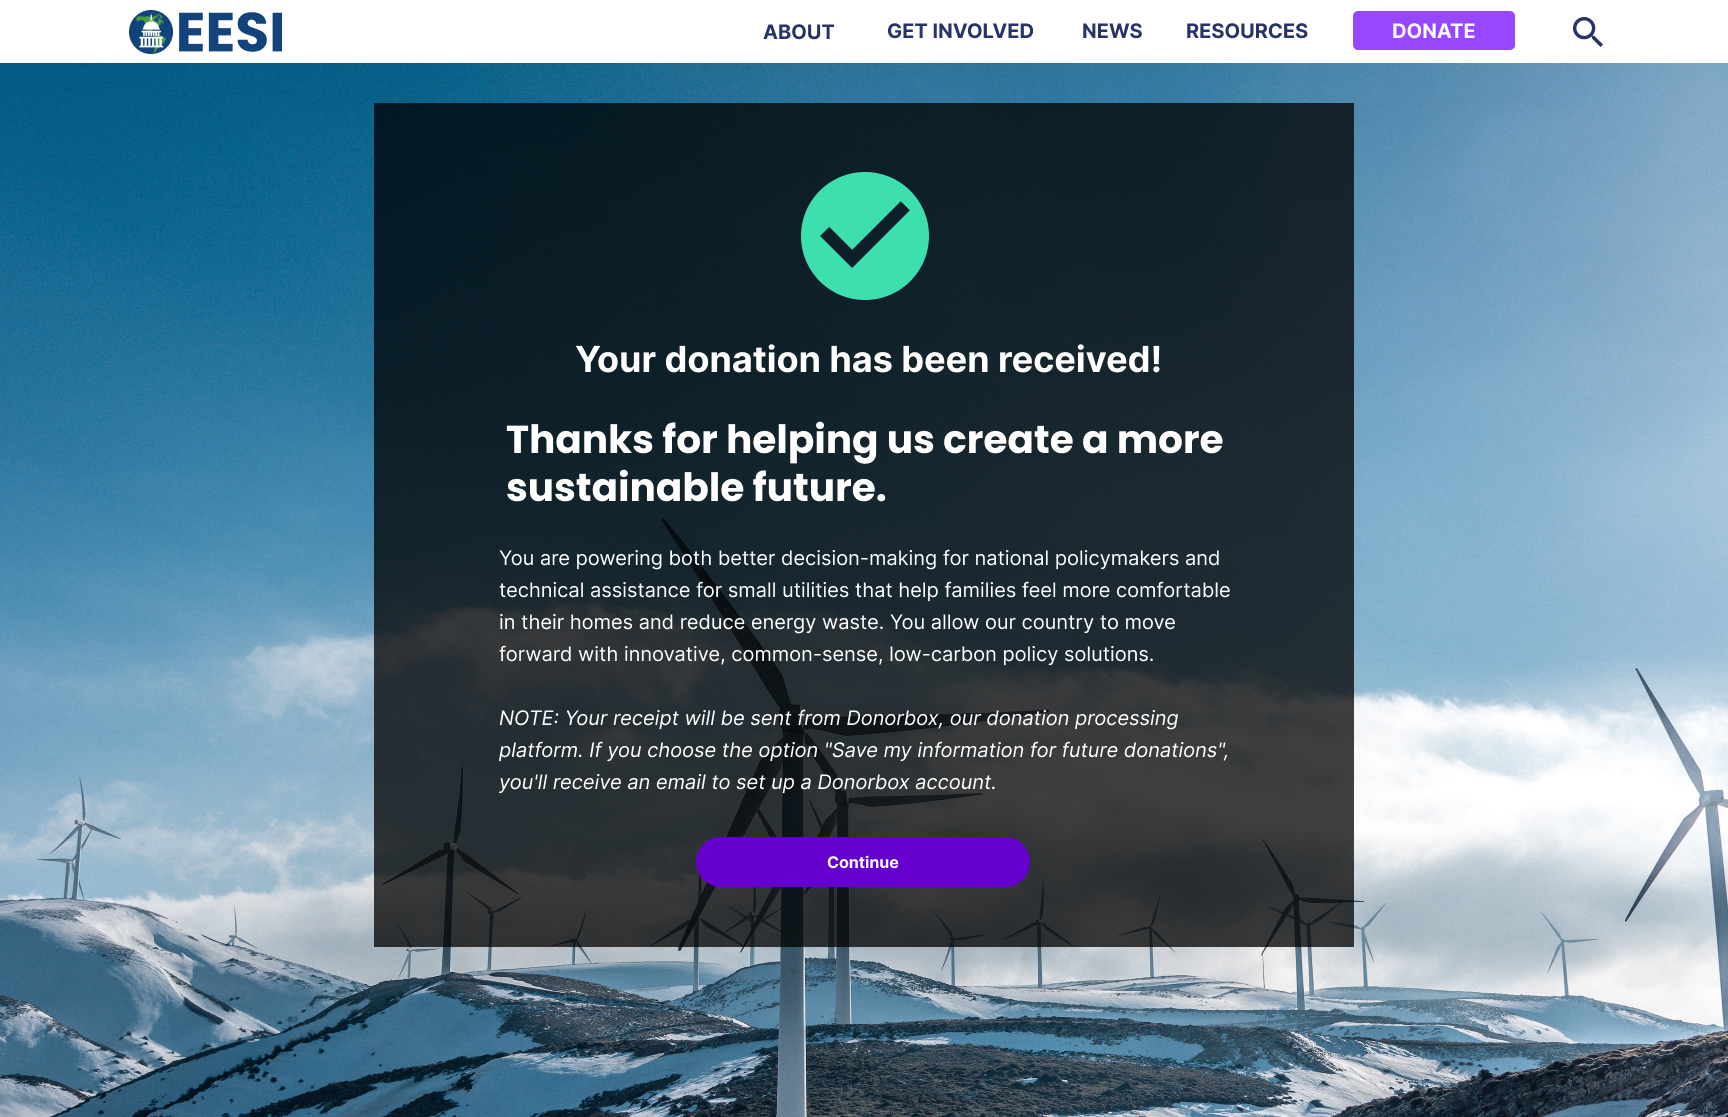 EESI
ABOUT
GET INVOLVED
NEWS
RESOURCES
DONATE
Your donation has been received!
Thanks for helping us create a more
sustainable future.
You are powering both better decision-making for national policymakers and
technical assistance for small utilities that help families feel more comfortable
in their homes and reduce energy waste. You allow our country to move
forward with innovative, common-sense, low-carbon policy solutions.
NOTE: Your receipt will be sent from Donorbox, our donation processing
platform. If you choose the option "Save my information for future donations",
you'll receive an email to set up a Donorbox account.
Continue